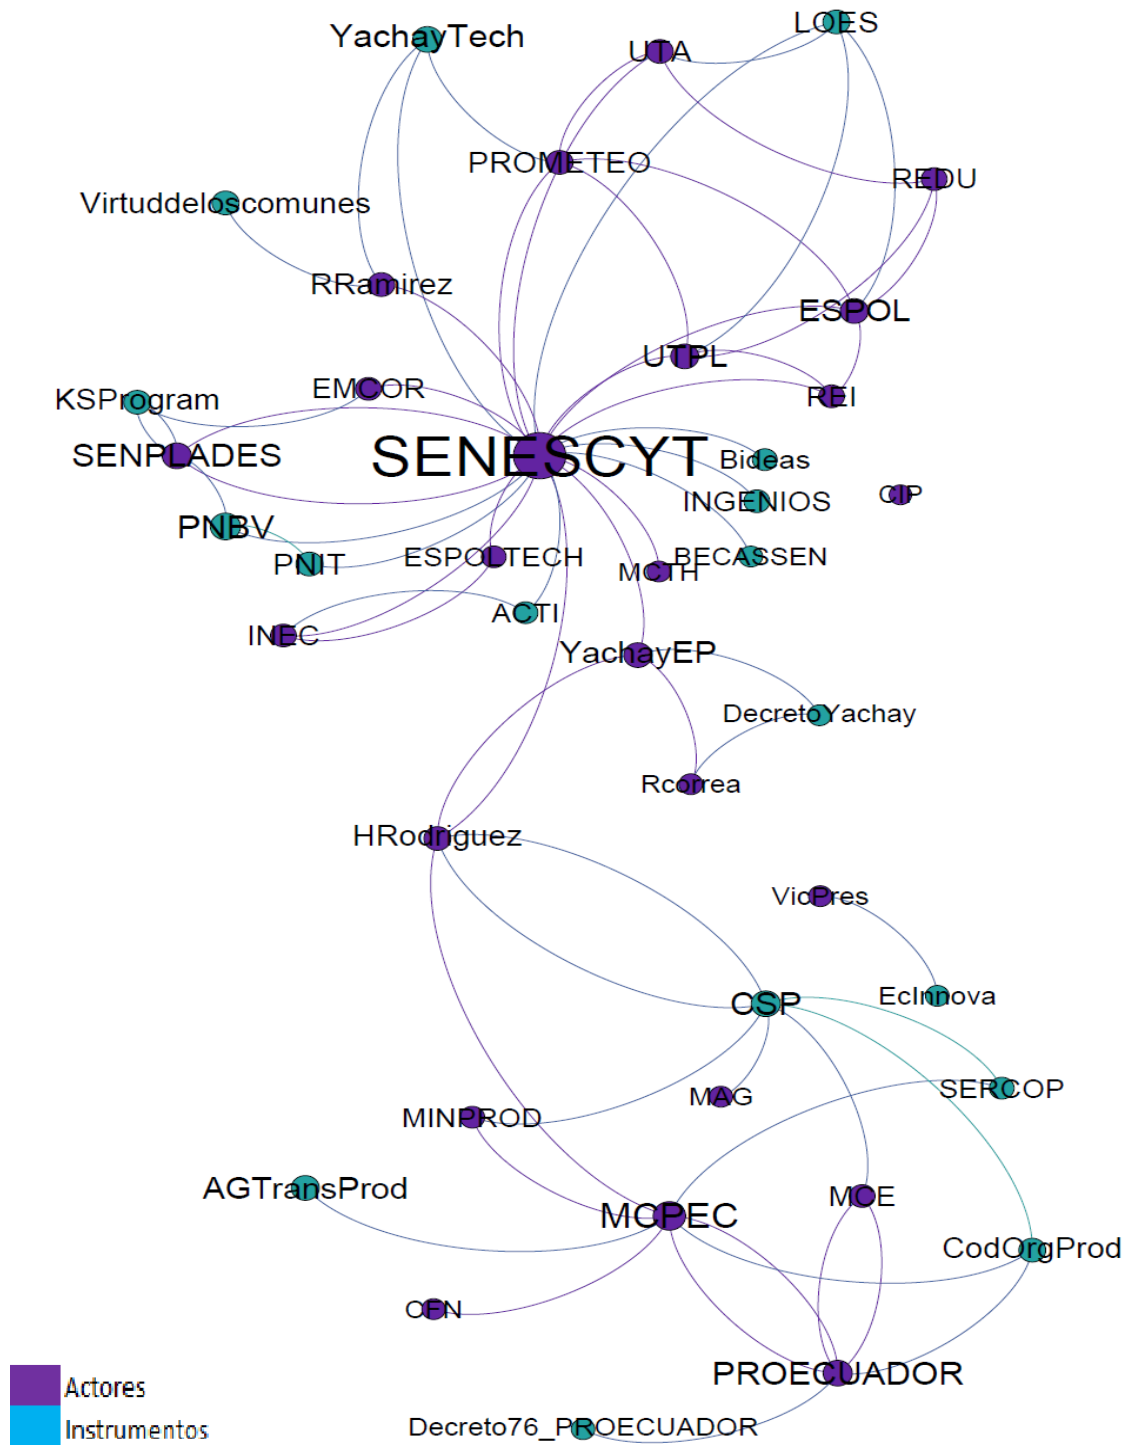 LOES
YachayTech
UTA
PROMETEO
REDU
Virtuddeloscomunes
RRamirez
ESPOL
UTPL
EMCOR
REI
KSProgram
SENPLADES
SENESCYT
Bideas
INGENIOS
CIP
PNBV
PNIT
ESPOLTECH
MCTH
BECASSEN
ACTI
INEC
YachayEP
DecretoYachay
Rcorrea
HRodriguez
VicPres
EcInnova
CSP
SERCOP
MAG
MINPROD
AGTransProd
MCE
MCPEC
CodOrgProd
CFN
PROECUADOR
Actores
Decreto76_PROECUADOR
Instrumentos